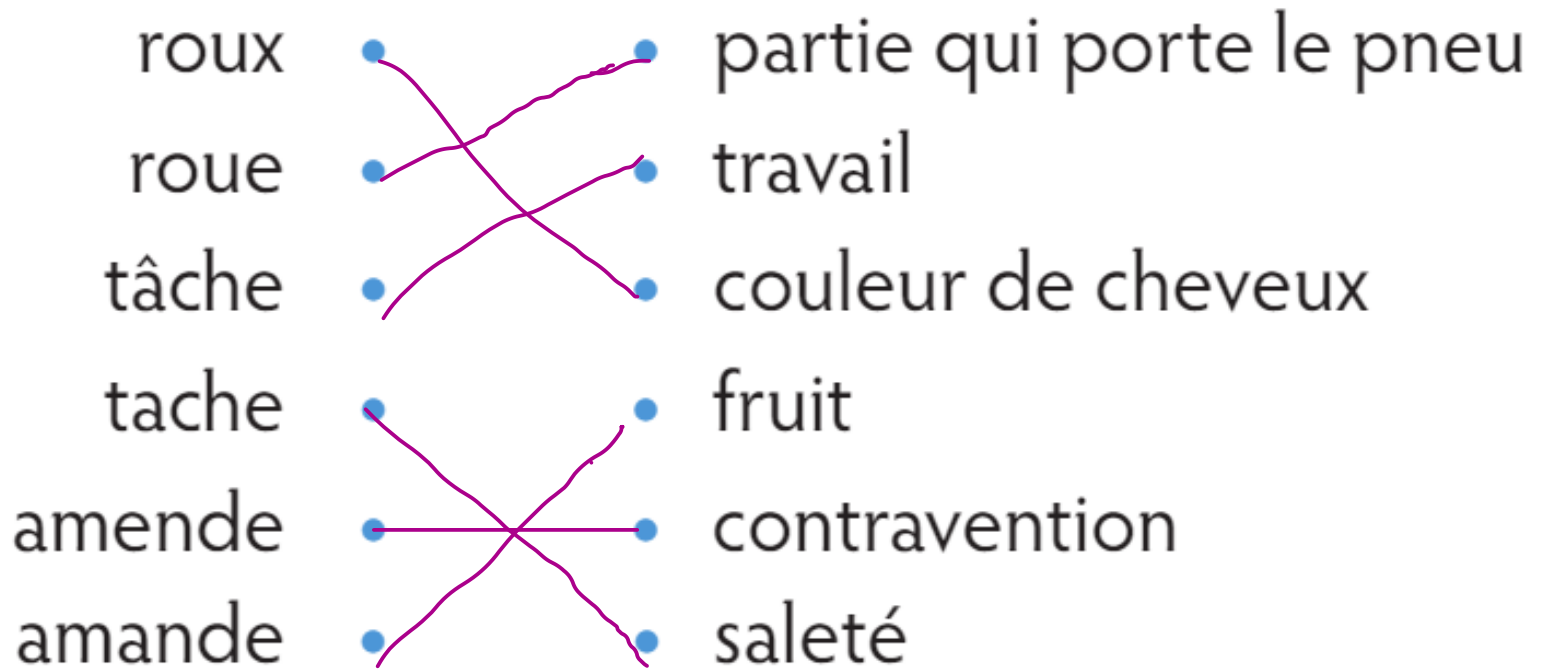 roux partie qui porte le pneu
roue travail
tâche couleur de cheveux
tache fruit
amende contravention
amande saleté